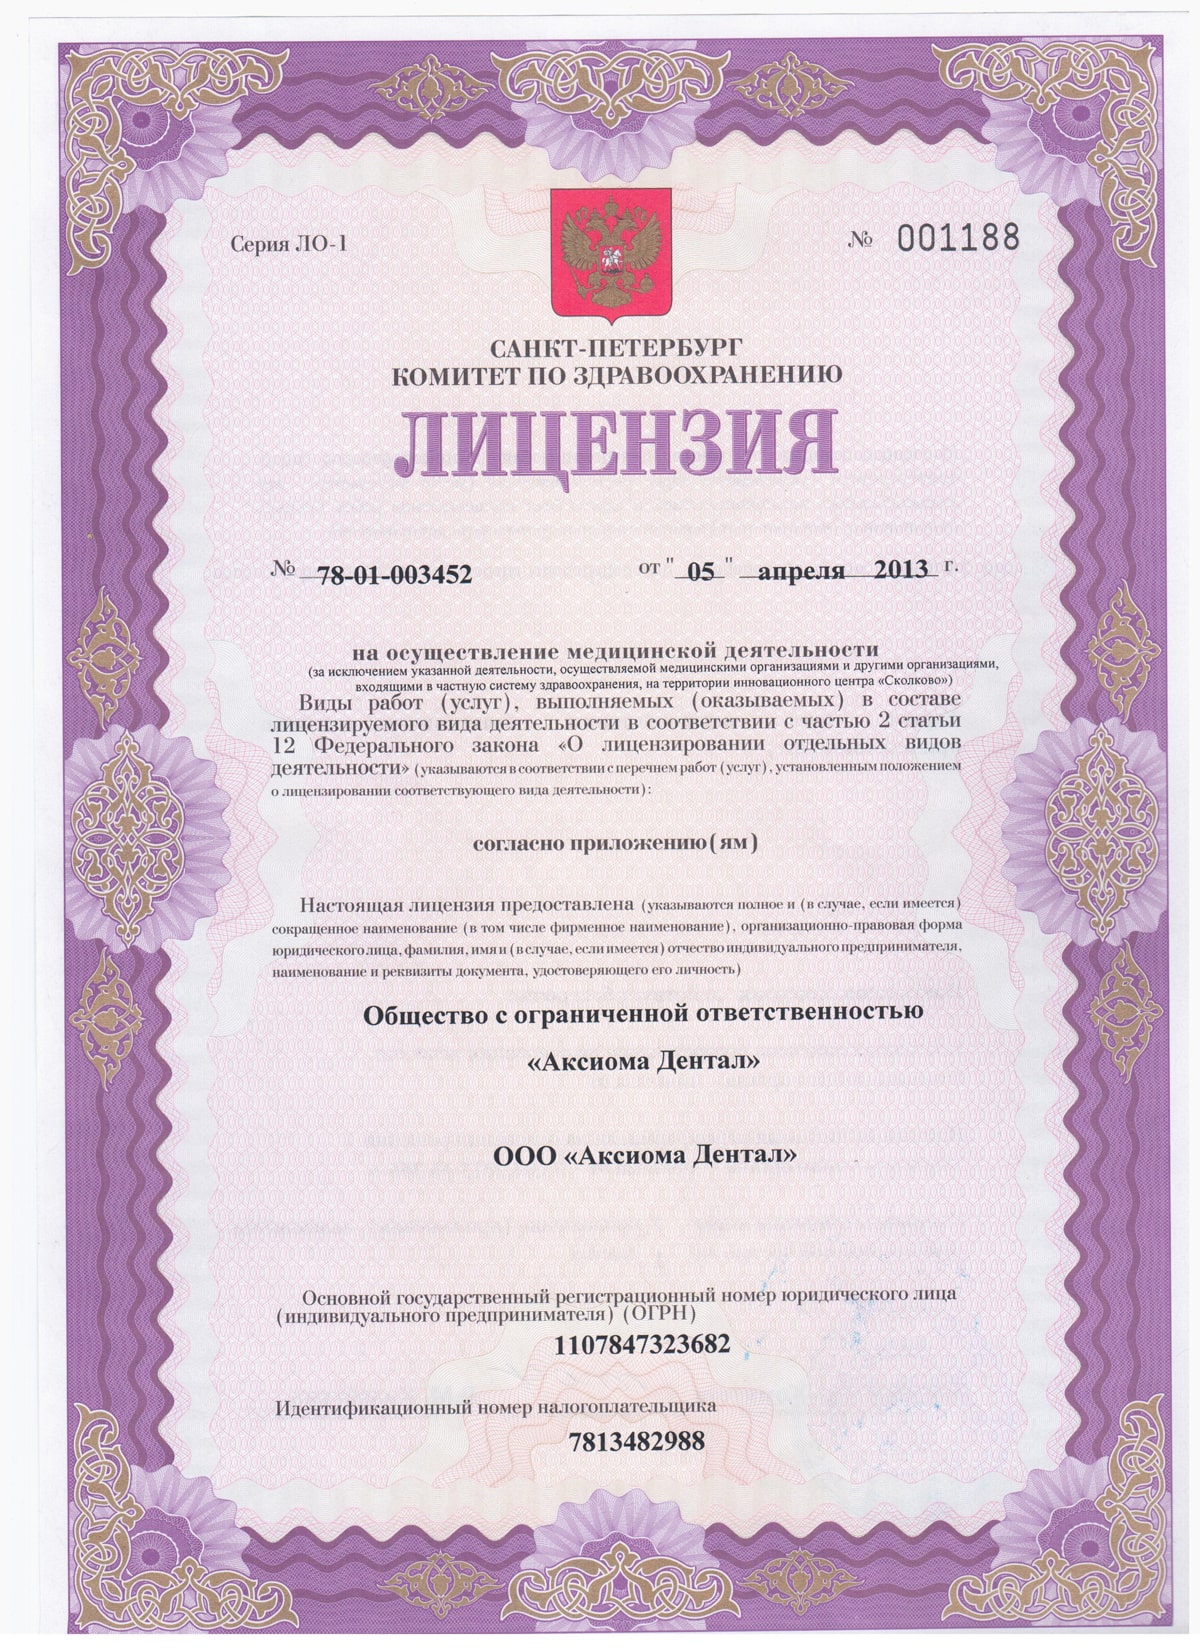 Серия ЛО-1
№ 001188
САНКТ-ПЕТЕРБУРГ
КОМИТЕТ ПО ЗДРАВООХРАНЕНИЮ
ЛИЦЕНЗИЯ
№ 78-01-003452 от "05" апреля 2013 г.
на осуществление медицинской деятельности
(за исключением указанной деятельности, осуществляемой медицинскими организациями и другими организациями,
входящими в частную систему здравоохранения, на территории инновационного центра «Сколково»)
Виды работ (услуг), выполняемых (оказываемых) в составе
лицензируемого вида деятельности в соответствии с частью 2 статьи
12 Федерального закона «О лицензировании отдельных видов
деятельности» (указываются в соответствии с перечнем работ (услуг), установленным положением
о лицензировании соответствующего вида деятельности):
согласно приложению(ям)
Настоящая лицензия предоставлена (указываются полное и (в случае, если имеется)
сокращенное наименование (в том числе фирменное наименование), организационно-правовая форма
юридического лица, фамилия, имя и (в случае, если имеется) отчество индивидуального предпринимателя,
наименование и реквизиты документа, удостоверяющего его личность)
Общество с ограниченной ответственностью
«Аксиома Дентал»
ООО «Аксиома Дентал»
Основной государственный регистрационный номер юридического лица
(индивидуального предпринимателя) (ОГРН)
1107847323682
Идентификационный номер налогоплательщика
7813482988